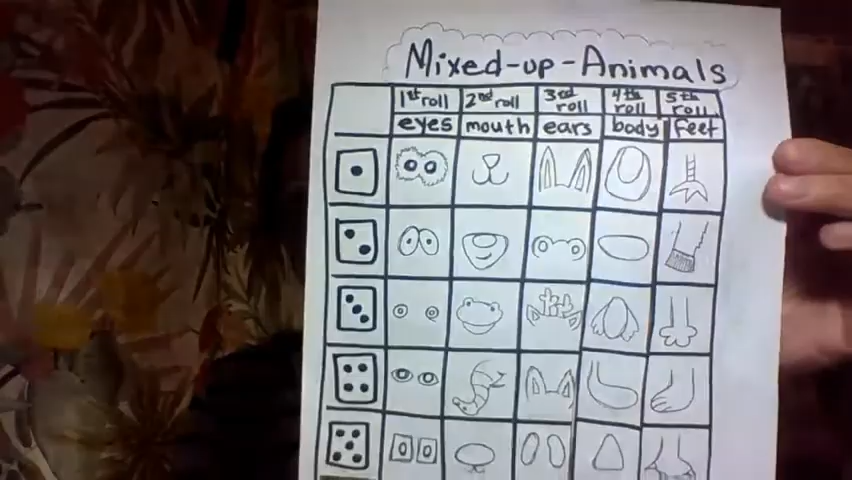 Mixed-up-Animals
1st roll 2nd roll 3rd roll 4th roll 5th roll
eyes mouth ears body feet